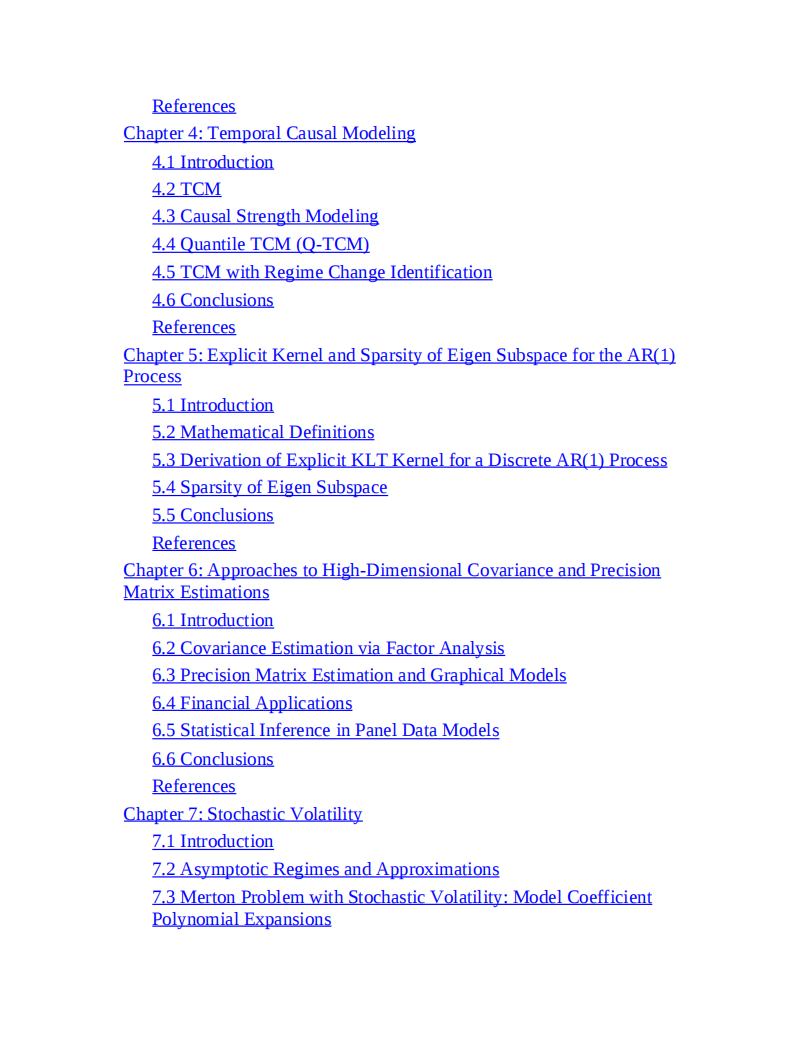 References
Chapter 4: Temporal Causal Modeling
4.1 Introduction
4.2 TCM
4.3 Causal Strength Modeling
4.4 Quantile TCM (Q-TCM)
4.5 TCM with Regime Change Identification
4.6 Conclusions
References
Chapter 5: Explicit Kernel and Sparsity of Eigen Subspace for the AR(1)
Process
5.1 Introduction
5.2 Mathematical Definitions
5.3 Derivation of Explicit KLT Kernel for a Discrete AR(1) Process
5.4 Sparsity of Eigen Subspace
5.5 Conclusions
References
Chapter 6: Approaches to High-Dimensional Covariance and Precision
Matrix Estimations
6.1 Introduction
6.2 Covariance Estimation via Factor Analysis
6.3 Precision Matrix Estimation and Graphical Models
6.4 Financial Applications
6.5 Statistical Inference in Panel Data Models
6.6 Conclusions
References
Chapter 7: Stochastic Volatility
7.1 Introduction
7.2 Asymptotic Regimes and Approximations
7.3 Merton Problem with Stochastic Volatility: Model Coefficient
Polynomial Expansions